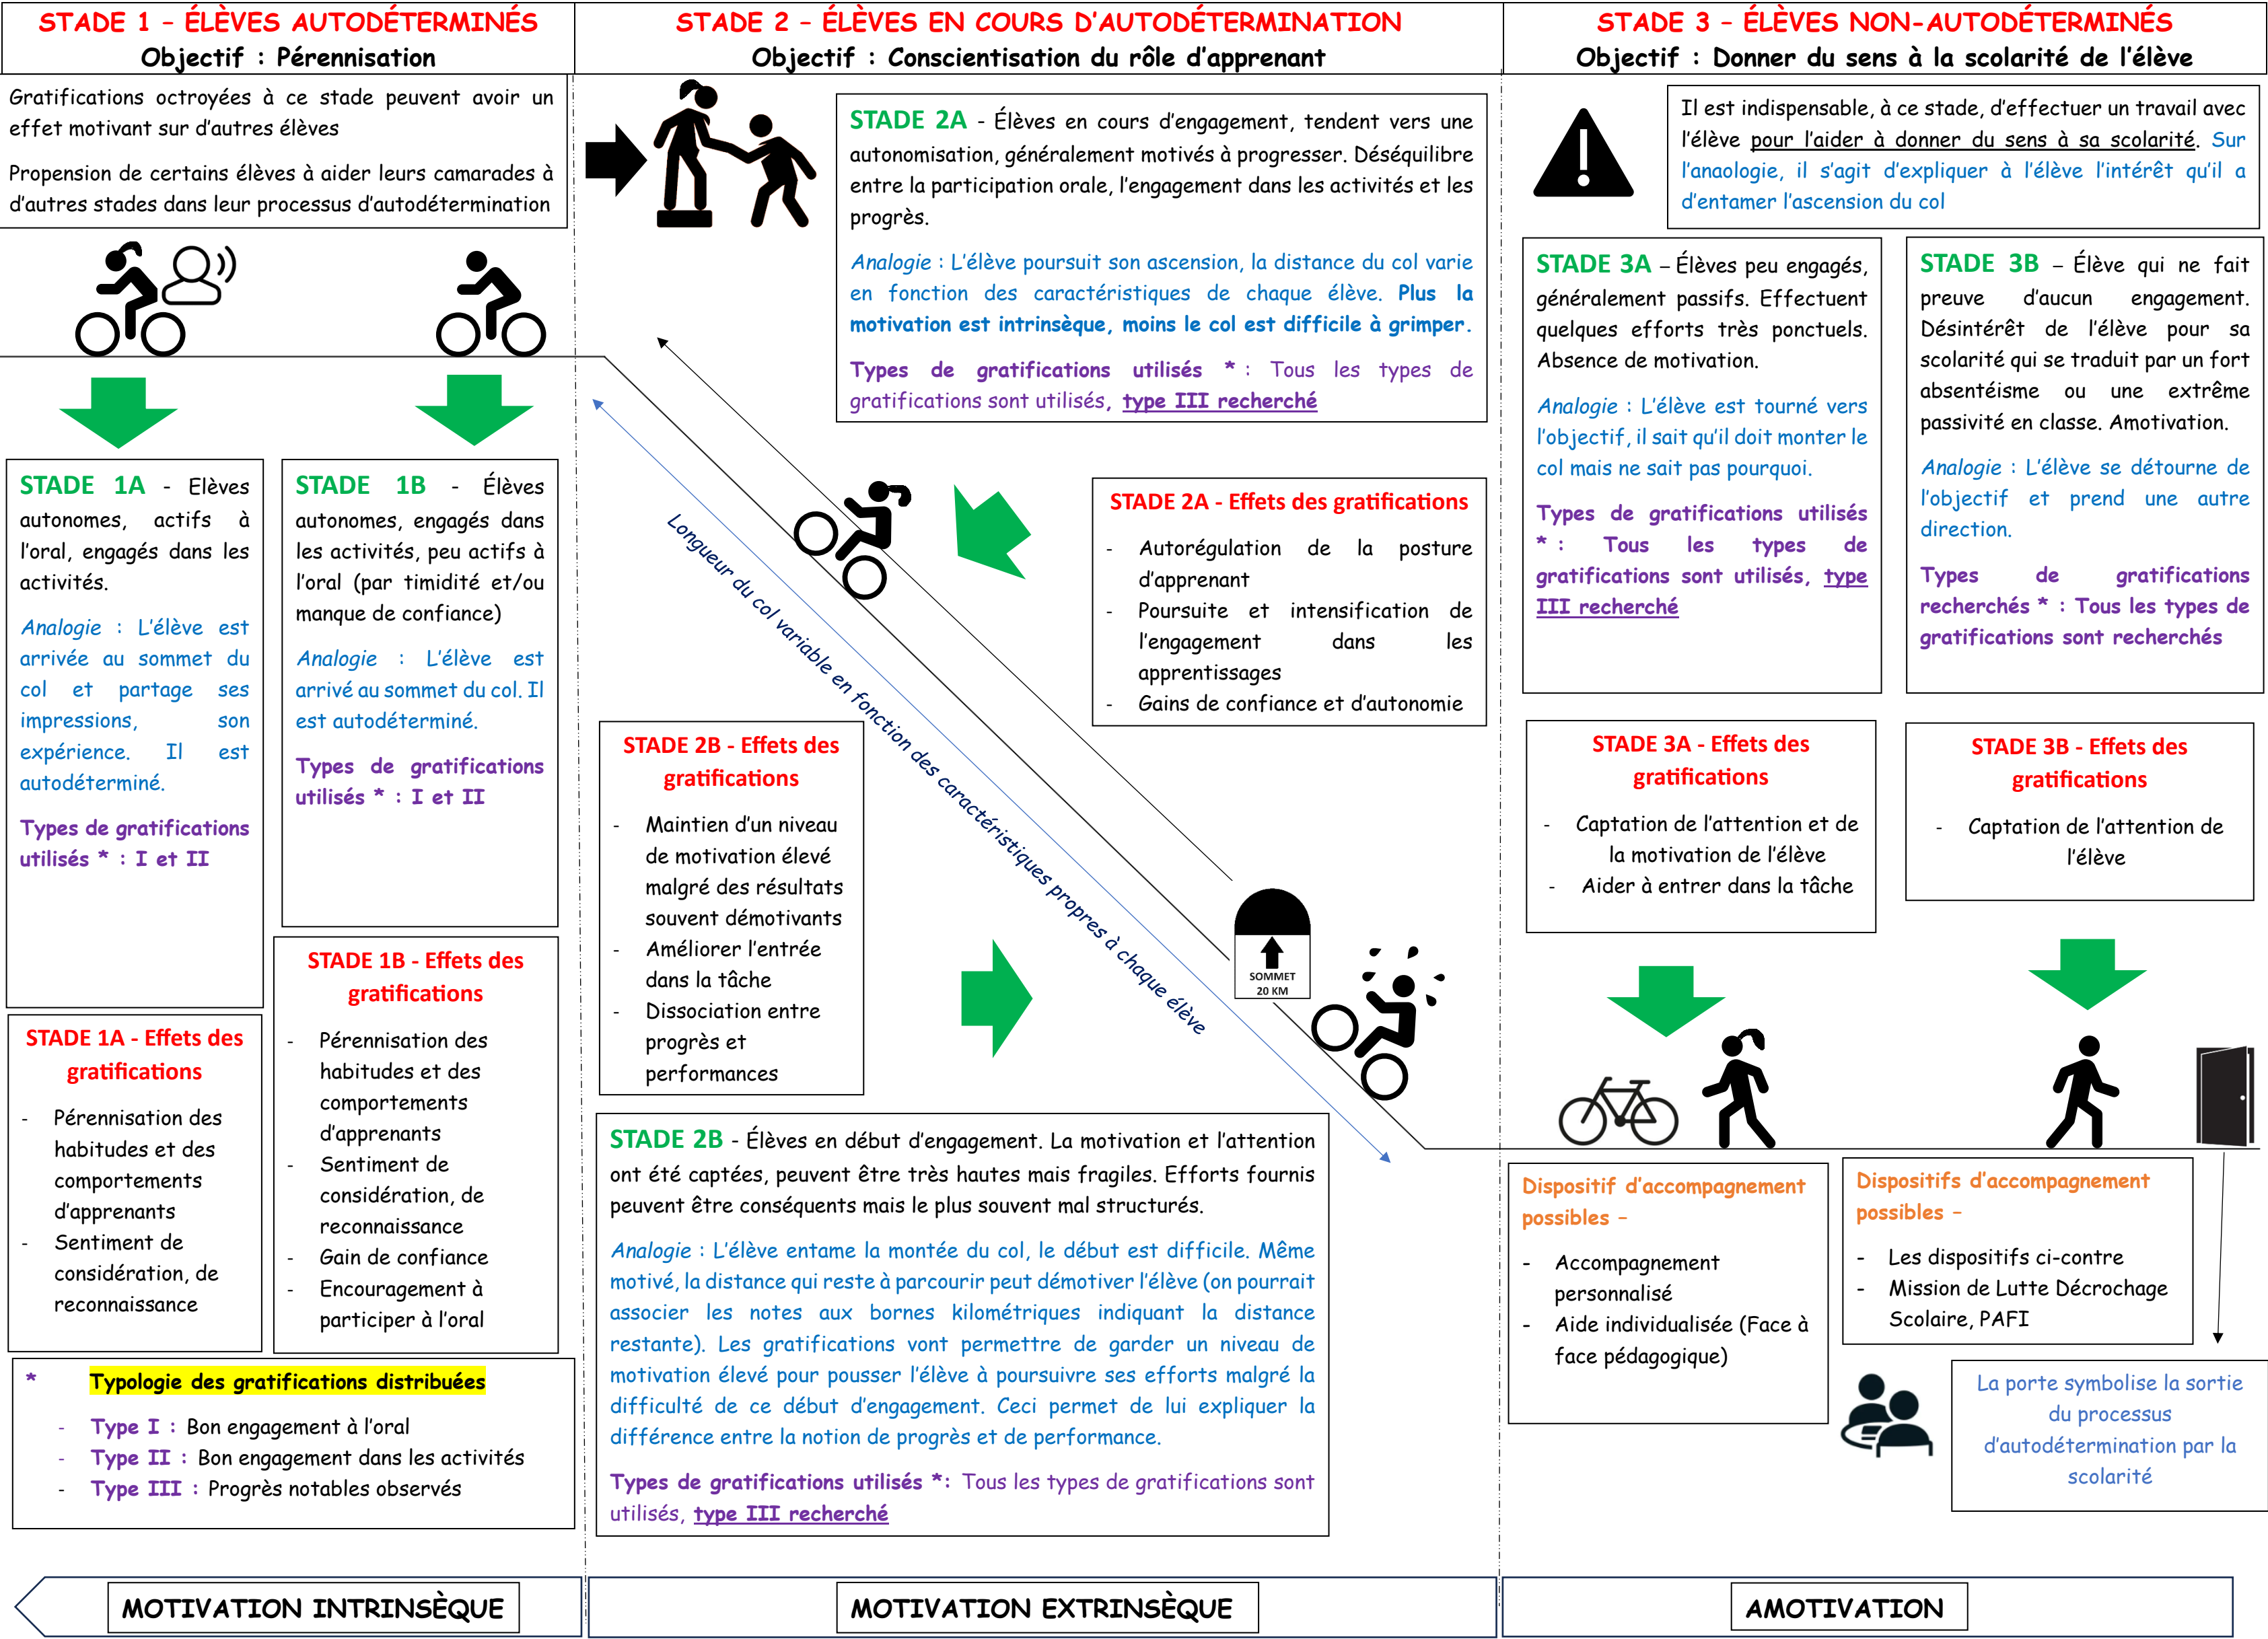 STADE 1 – ÉLÈVES AUTODÉTERMINÉS
Objectif : Pérennisation
STADE 2 – ÉLÈVES EN COURS D'AUTODÉTERMINATION
Objectif : Conscientisation du rôle d'apprenant
STADE 3 – ÉLÈVES NON-AUTODÉTERMINÉS
Objectif : Donner du sens à la scolarité de l'élève
Gratifications octroyées à ce stade peuvent avoir un
effet motivant sur d'autres élèves
Propension de certains élèves à aider leurs camarades à
d'autres stades dans leur processus d'autodétermination
STADE 1A - Elèves
autonomes, actifs à
l'oral, engagés dans les
activités.
Analogie : L'élève est
arrivée au sommet du
col et partage ses
impressions, son
expérience. Il est
autodéterminé.
Types de gratifications
utilisés * : I et II
STADE 1B - Élèves
autonomes, engagés dans
les activités, peu actifs à
l'oral (par timidité et/ou
manque de confiance)
Analogie : L'élève est
arrivé au sommet du col. Il
est autodéterminé.
Types de gratifications
utilisés * : I et II
STADE 1A - Effets des
gratifications
- Pérennisation des
habitudes et des
comportements
d'apprenants
- Sentiment de
considération, de
reconnaissance
STADE 1B - Effets des
gratifications
- Pérennisation des
habitudes et des
comportements
d'apprenants
- Sentiment de
considération, de
reconnaissance
- Gain de confiance
- Encouragement à
participer à l'oral
* Typologie des gratifications distribuées
- Type I : Bon engagement à l'oral
- Type II : Bon engagement dans les activités
- Type III : Progrès notables observés
STADE 2A - Élèves en cours d'engagement, tendent vers une
autonomisation, généralement motivés à progresser. Déséquilibre
entre la participation orale, l'engagement dans les activités et les
progrès.
Analogie : L'élève poursuit son ascension, la distance du col varie
en fonction des caractéristiques de chaque élève. Plus la
motivation est intrinsèque, moins le col est difficile à grimper.
Types de gratifications utilisés * : Tous les types de
gratifications sont utilisés, type III recherché
STADE 2A - Effets des gratifications
- Autorégulation de la posture
d'apprenant
- Poursuite et intensification de
l'engagement dans les
apprentissages
- Gains de confiance et d'autonomie
Longueur du col variable en fonction des caractéristiques propres à chaque élève
STADE 2B - Effets des
gratifications
- Maintien d'un niveau
de motivation élevé
malgré des résultats
souvent démotivants
- Améliorer l'entrée
dans la tâche
- Dissociation entre
progrès et
performances
SOMMET
20 KM
STADE 2B - Élèves en début d'engagement. La motivation et l'attention
ont été captées, peuvent être très hautes mais fragiles. Efforts fournis
peuvent être conséquents mais le plus souvent mal structurés.
Analogie : L'élève entame la montée du col, le début est difficile. Même
motivé, la distance qui reste à parcourir peut démotiver l'élève (on pourrait
associer les notes aux bornes kilométriques indiquant la distance
restante). Les gratifications vont permettre de garder un niveau de
motivation élevé pour pousser l'élève à poursuivre ses efforts malgré la
difficulté de ce début d'engagement. Ceci permet de lui expliquer la
différence entre la notion de progrès et de performance.
Types de gratifications utilisés *: Tous les types de gratifications sont
utilisés, type III recherché
Il est indispensable, à ce stade, d'effectuer un travail avec
l'élève pour l'aider à donner du sens à sa scolarité. Sur
l'anaologie, il s'agit d'expliquer à l'élève l'intérêt qu'il a
d'entamer l'ascension du col
STADE 3A – Élèves peu engagés,
généralement passifs. Effectuent
quelques efforts très ponctuels.
Absence de motivation.
Analogie : L'élève est tourné vers
l'objectif, il sait qu'il doit monter le
col mais ne sait pas pourquoi.
Types de gratifications utilisés
* : Tous les types de
gratifications sont utilisés, type
III recherché
STADE 3B – Élève qui ne fait
preuve d'aucun engagement.
Désintérêt de l'élève pour sa
scolarité qui se traduit par un fort
absentéisme ou une extrême
passivité en classe. Amotivation.
Analogie : L'élève se détourne de
l'objectif et prend une autre
direction.
Types de gratifications
recherchés * : Tous les types de
gratifications sont recherchés
STADE 3A - Effets des
gratifications
- Captation de l'attention et de
la motivation de l'élève
- Aider à entrer dans la tâche
STADE 3B - Effets des
gratifications
- Captation de l'attention de
l'élève
Dispositif d'accompagnement
possibles –
- Accompagnement
personnalisé
- Aide individualisée (Face à
face pédagogique)
Dispositifs d'accompagnement
possibles –
- Les dispositifs ci-contre
- Mission de Lutte Décrochage
Scolaire, PAFI
La porte symbolise la sortie
du processus
d'autodétermination par la
scolarité
MOTIVATION INTRINSÈQUE
MOTIVATION EXTRINSÈQUE
AMOTIVATION